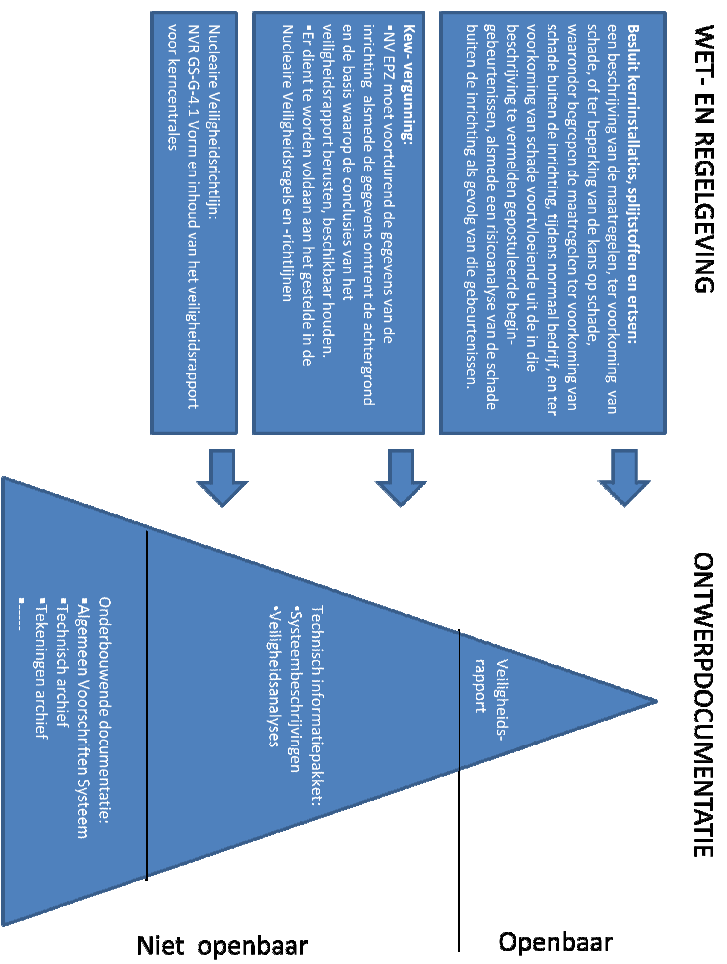 WET- EN REGELGEVING
Besluit kerninstallaties, splijtstoffen en ertsen:
een beschrijving van de maatregelen, ter voorkoming van
schade, of ter beperking van de kans op schade,
waaronder begrepen de maatregelen ter voorkoming van
schade buiten de inrichting, tijdens normaal bedrijf, en ter
voorkoming van schade voortvloeiende uit de in die
beschrijving te vermelden gepostuleerde begin-
gebeurtenissen, alsmede een risicoanalyse van de schade
buiten de inrichting als gevolg van die gebeurtenissen.
Kew- vergunning:
▪NV EPZ moet voortdurend de gegevens van de
inrichting alsmede de gegevens omtrent de achtergrond
en de basis waarop de conclusies van het
veiligheidsrapport berusten, beschikbaar houden.
▪Er dient te worden voldaan aan het gestelde in de
Nucleaire Veiligheidsregels en -richtlijnen
Nucleaire Veiligheidsrichtlijn:
NVR GS-G-4.1 Vorm en inhoud van het veiligheidsrapport
voor kerncentrales
ONTWERPDOCUMENTATIE
Veiligheids-
rapport
Technisch informatiepakket:
•Systeembeschrijvingen
•Veiligheidsanalyses
Onderbouwende documentatie:
▪Algemeen Voorschriften Systeem
▪Technisch archief
▪Tekeningen archief
▪-----
Openbaar
Niet openbaar